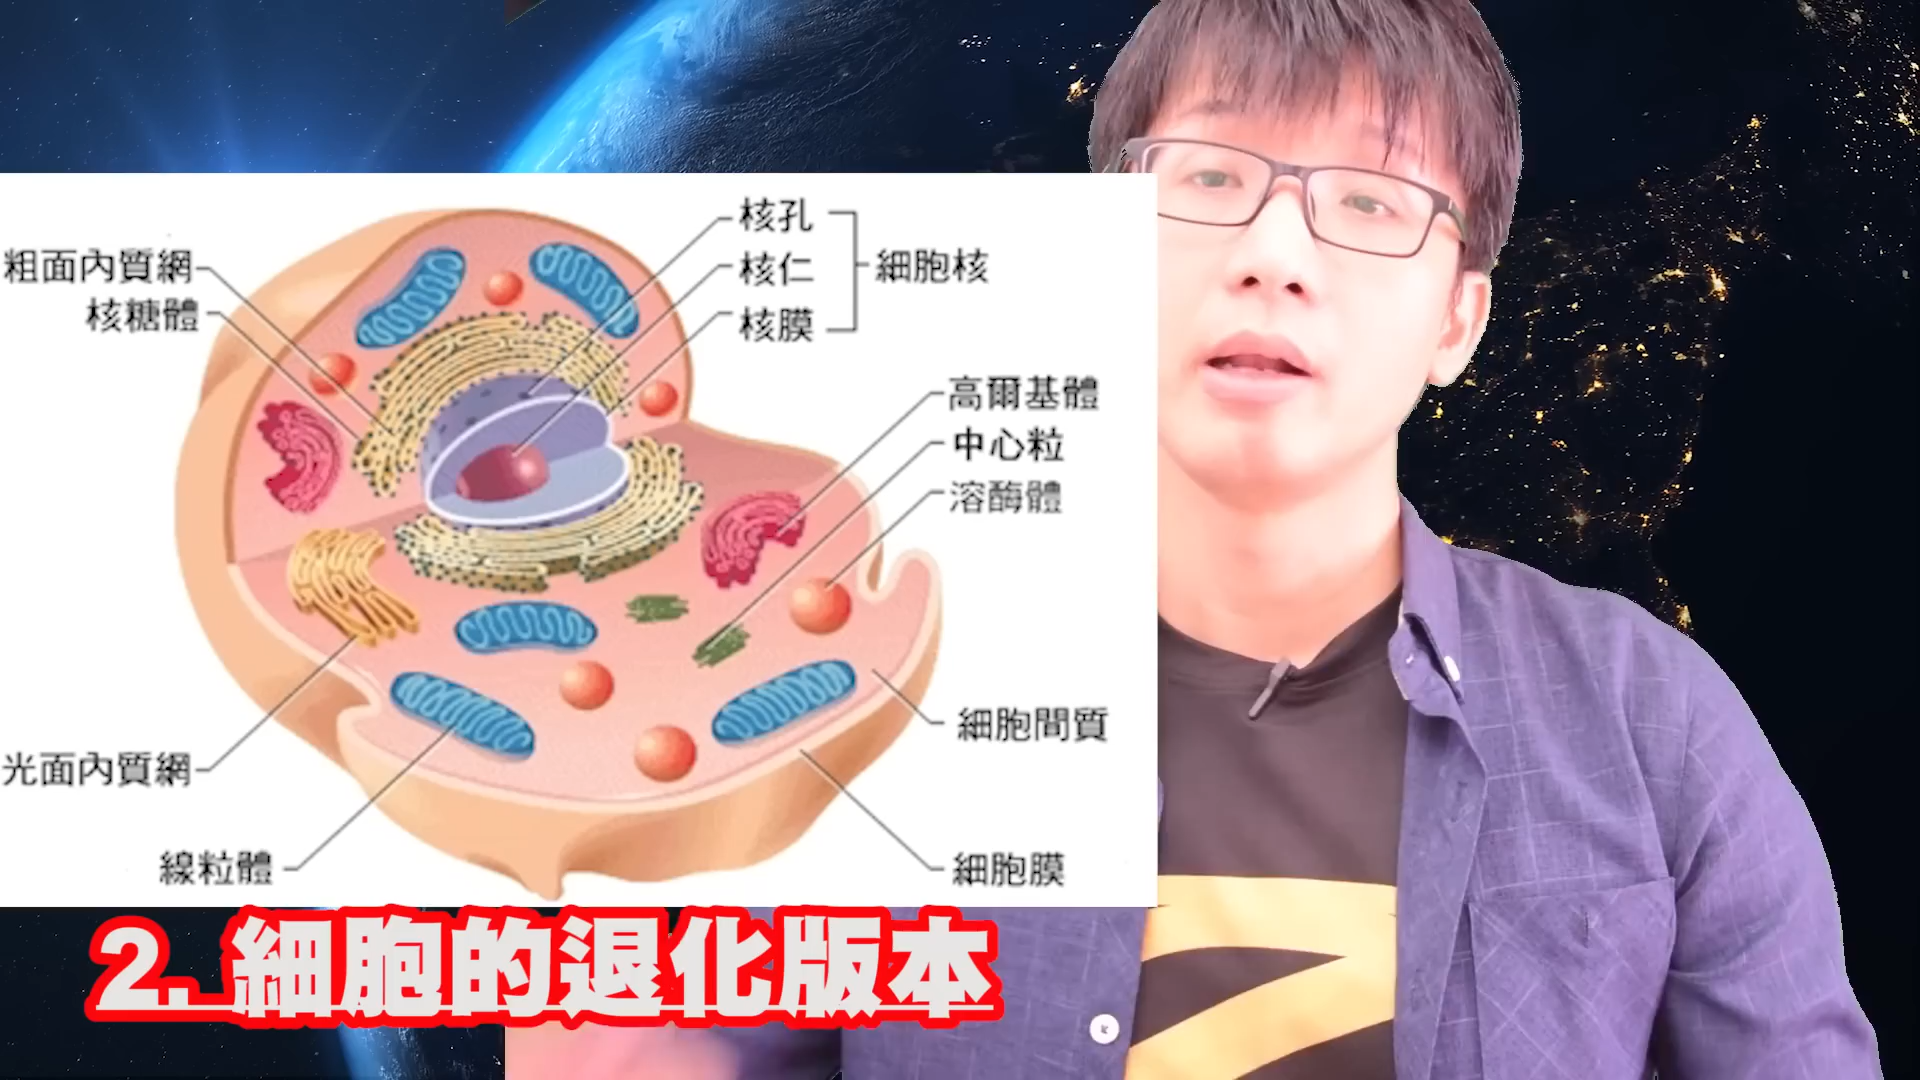 核孔
核仁
核膜
細胞核
粗面內質網
核糖體
高爾基體
中心粒
溶酶體
細胞間質
光面內質網
線粒體
細胞膜
2. 細胞的退化版本